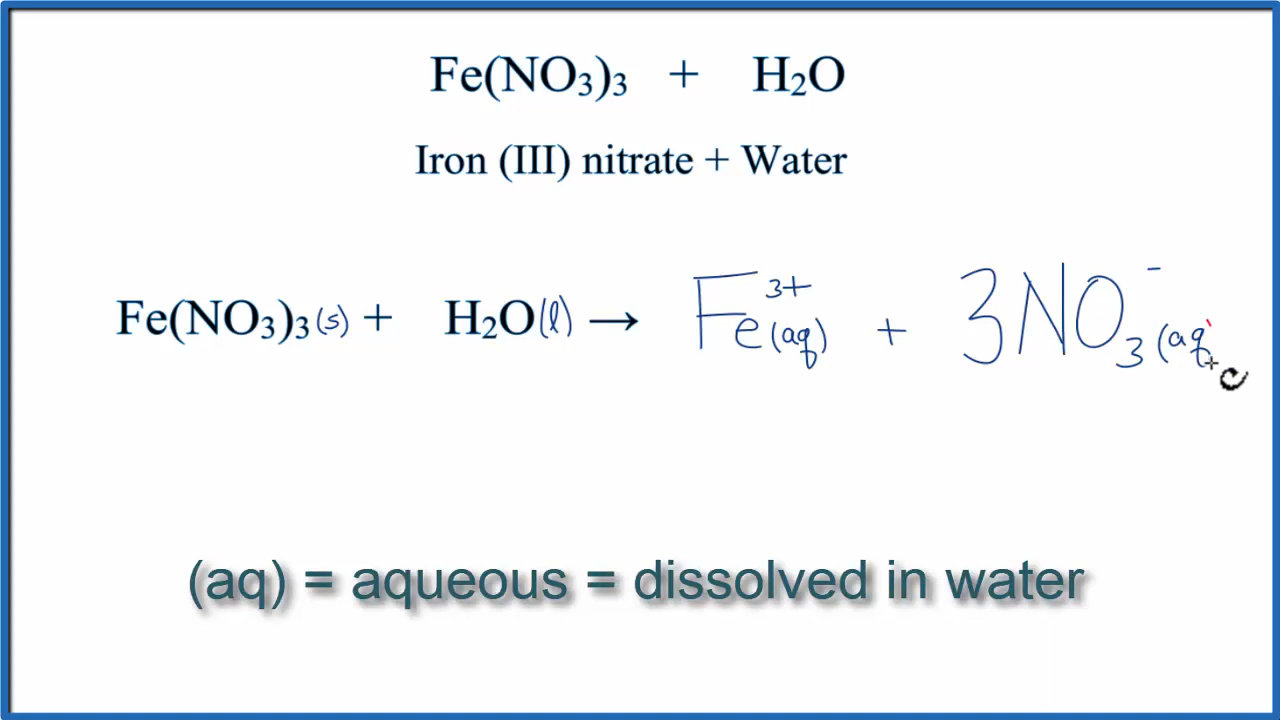 Fe(NO₃)₃ + H₂O
Iron (III) nitrate + Water
Fe(NO₃)₃(s) + H₂O(l) → Fe³⁺(aq) + 3NO₃⁻(aq
(aq) = aqueous = dissolved in water